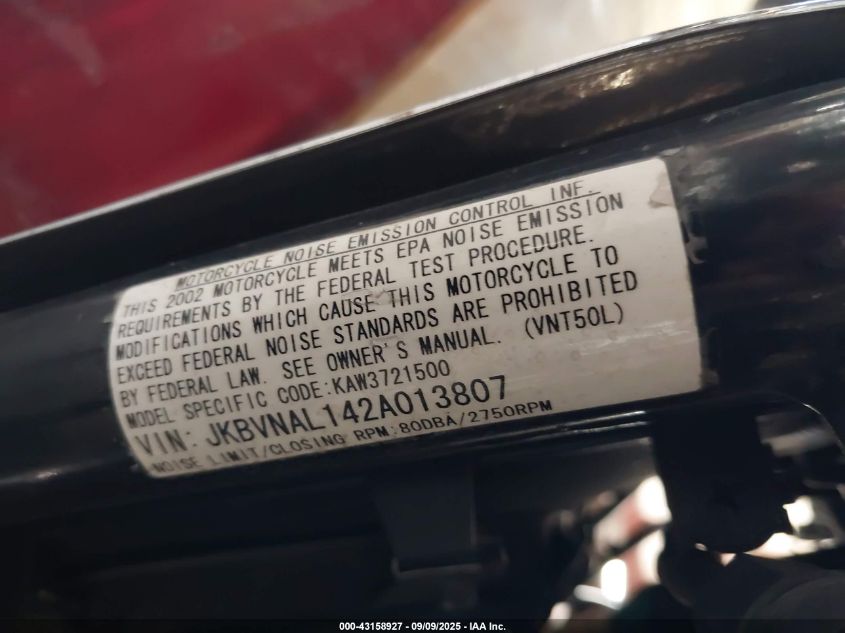 MOTORCYCLE NOISE EMISSION CONTROL INF.
THIS 2002 MOTORCYCLE MEETS EPA NOISE EMISSION
REQUIREMENTS BY THE FEDERAL TEST PROCEDURE.
MODIFICATIONS WHICH CAUSE THIS MOTORCYCLE TO
EXCEED FEDERAL NOISE STANDARDS ARE PROHIBITED
BY FEDERAL LAW. SEE OWNER'S MANUAL. (VNT50L)
MODEL SPECIFIC CODE:KAW3721500
VIN: JKBVNAL142A013807
NOISE LIMIT/CLOSING RPM:80DBA/2750RPM
000-43158927 - 09/09/2025 - IAA Inc.